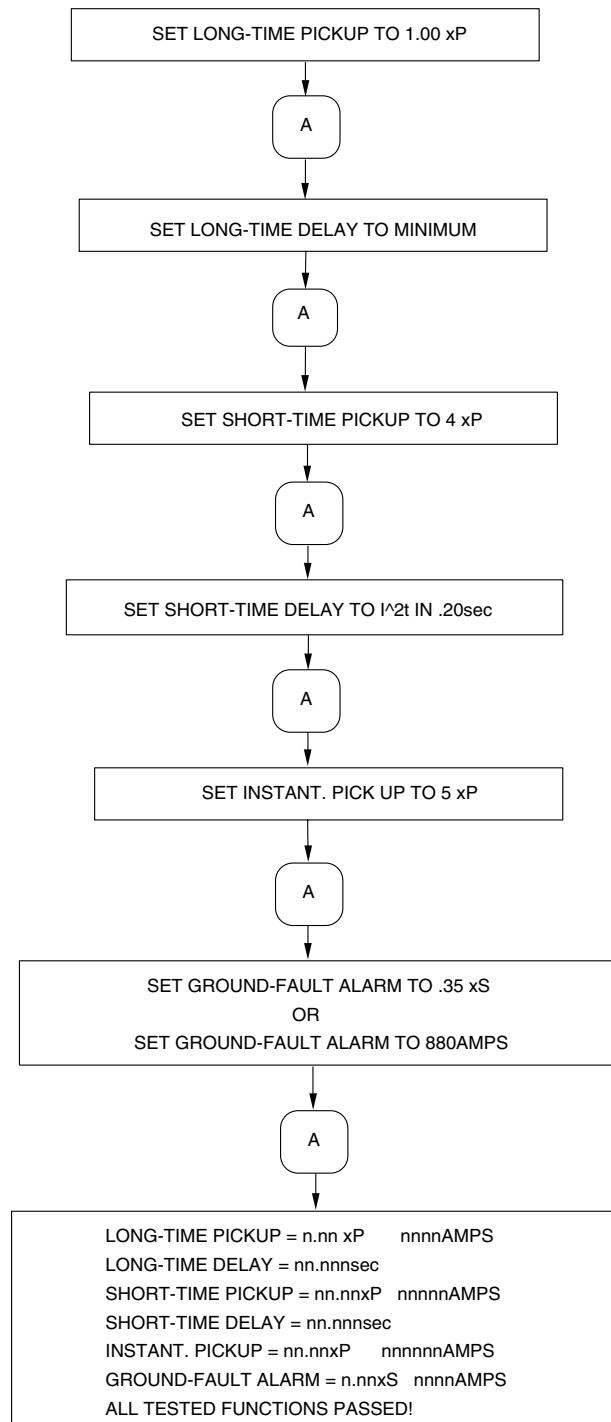 SET LONG-TIME PICKUP TO 1.00 xP
A
SET LONG-TIME DELAY TO MINIMUM
A
SET SHORT-TIME PICKUP TO 4 xP
A
SET SHORT-TIME DELAY TO I^2t IN .20sec
A
SET INSTANT. PICK UP TO 5 xP
A
SET GROUND-FAULT ALARM TO .35 xS
OR
SET GROUND-FAULT ALARM TO 880AMPS
A
LONG-TIME PICKUP = n.nn xP nnnnAMPS
LONG-TIME DELAY = nn.nnnsec
SHORT-TIME PICKUP = nn.nnxP nnnnnAMPS
SHORT-TIME DELAY = nn.nnnsec
INSTANT. PICKUP = nn.nnxP nnnnnnAMPS
GROUND-FAULT ALARM = n.nnxS nnnnAMPS
ALL TESTED FUNCTIONS PASSED!